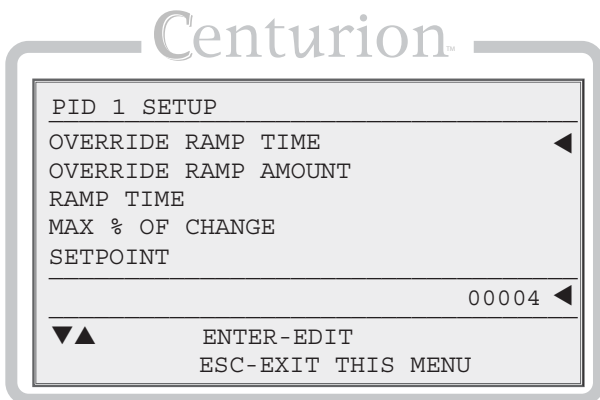 Centurion™
PID 1 SETUP
OVERRIDE RAMP TIME ◀
OVERRIDE RAMP AMOUNT
RAMP TIME
MAX % OF CHANGE
SETPOINT
00004 ◀
▼▲ ENTER-EDIT
ESC-EXIT THIS MENU